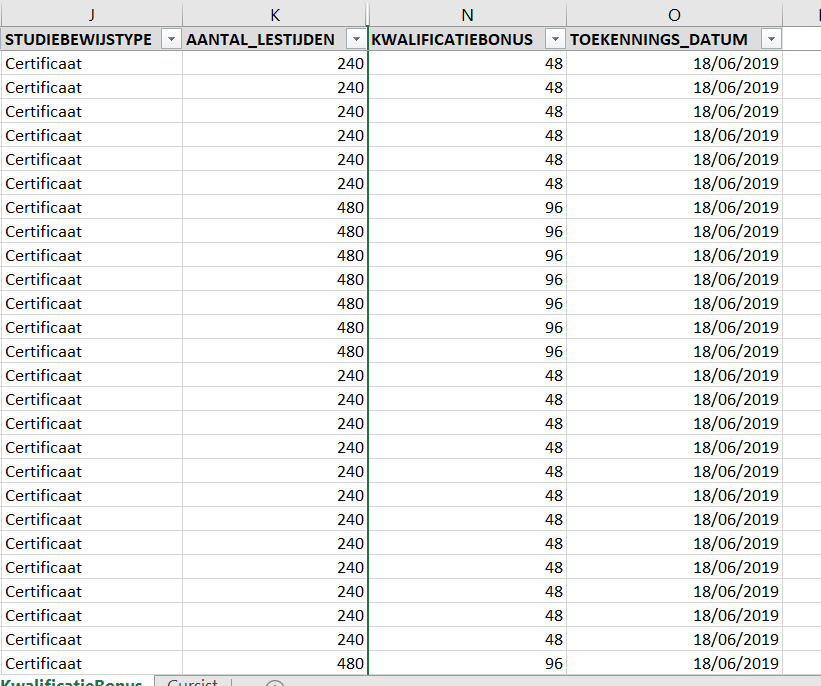 J K N O
STUDIEBEWIJSTYPE AANTAL_LESTIJDEN KWALIFICATIEBONUS TOEKENNINGS_DATUM
Certificaat 240 48 18/06/2019
Certificaat 240 48 18/06/2019
Certificaat 240 48 18/06/2019
Certificaat 240 48 18/06/2019
Certificaat 240 48 18/06/2019
Certificaat 240 48 18/06/2019
Certificaat 480 96 18/06/2019
Certificaat 480 96 18/06/2019
Certificaat 480 96 18/06/2019
Certificaat 480 96 18/06/2019
Certificaat 480 96 18/06/2019
Certificaat 480 96 18/06/2019
Certificaat 480 96 18/06/2019
Certificaat 240 48 18/06/2019
Certificaat 240 48 18/06/2019
Certificaat 240 48 18/06/2019
Certificaat 240 48 18/06/2019
Certificaat 240 48 18/06/2019
Certificaat 240 48 18/06/2019
Certificaat 240 48 18/06/2019
Certificaat 240 48 18/06/2019
Certificaat 240 48 18/06/2019
Certificaat 240 48 18/06/2019
Certificaat 240 48 18/06/2019
Certificaat 240 48 18/06/2019
Certificaat 480 96 18/06/2019
KwalificatieBonus Cursist